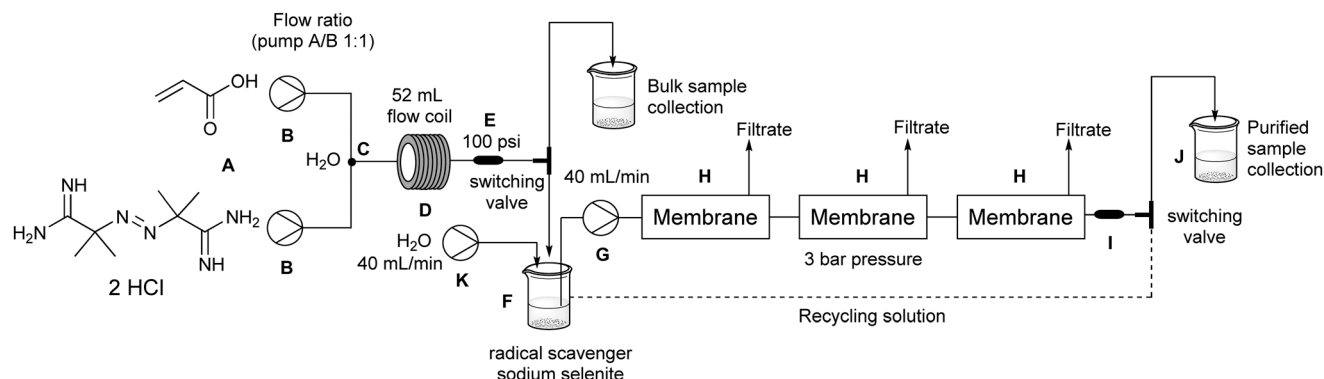 Flow ratio
(pump A/B 1:1)
OH
O
A
B
H₂O
C
52 mL
flow coil
D
E
100 psi
switching
valve
Bulk sample
collection
NH
H₂N
N
N
NH₂
NH
2 HCl
B
H₂O
40 mL/min
K
F
radical scavenger
sodium selenite
40 mL/min
G
Filtrate
H
Membrane
Filtrate
H
Membrane
3 bar pressure
Filtrate
H
Membrane
I
switching
valve
J
Purified
sample
collection
Recycling solution